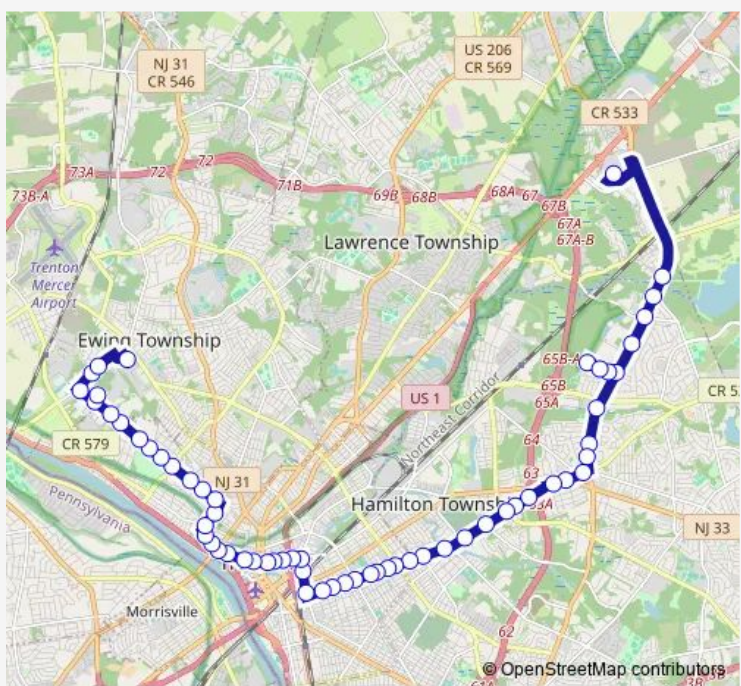 NJ 31
CR 546
US 206
CR 569
CR 533
73A
72
72
71B
69B
68B
68A
67
67B
73B-A
67A
67A-B
Lawrence Township
Trenton
Mercer
Airport
Ewing Township
65B-A
65B
65A
US 1
Northeast Corridor
CR 579
64
NJ 31
63
Pennsylvania
Hamilton Townsh
63A
NJ 33
Morrisville
62
© OpenStreetMap contributors